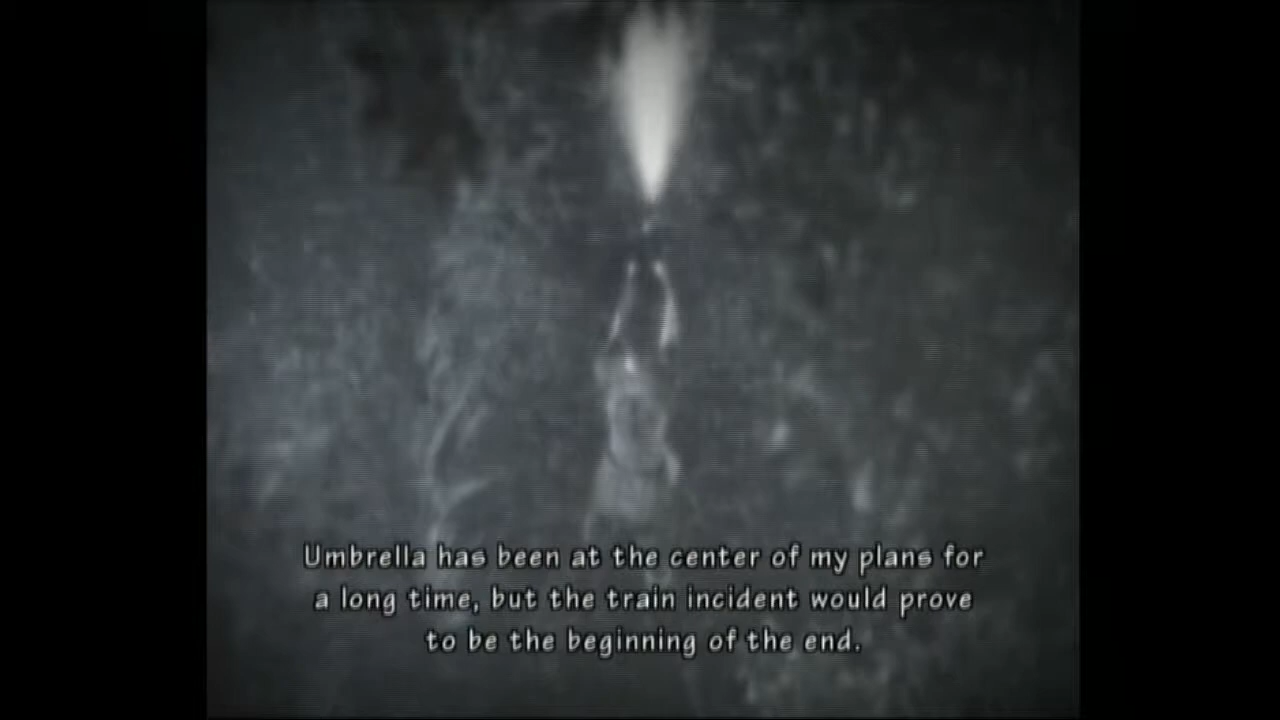 Umbrella has been at the center of my plans for
a long time, but the train incident would prove
to be the beginning of the end.